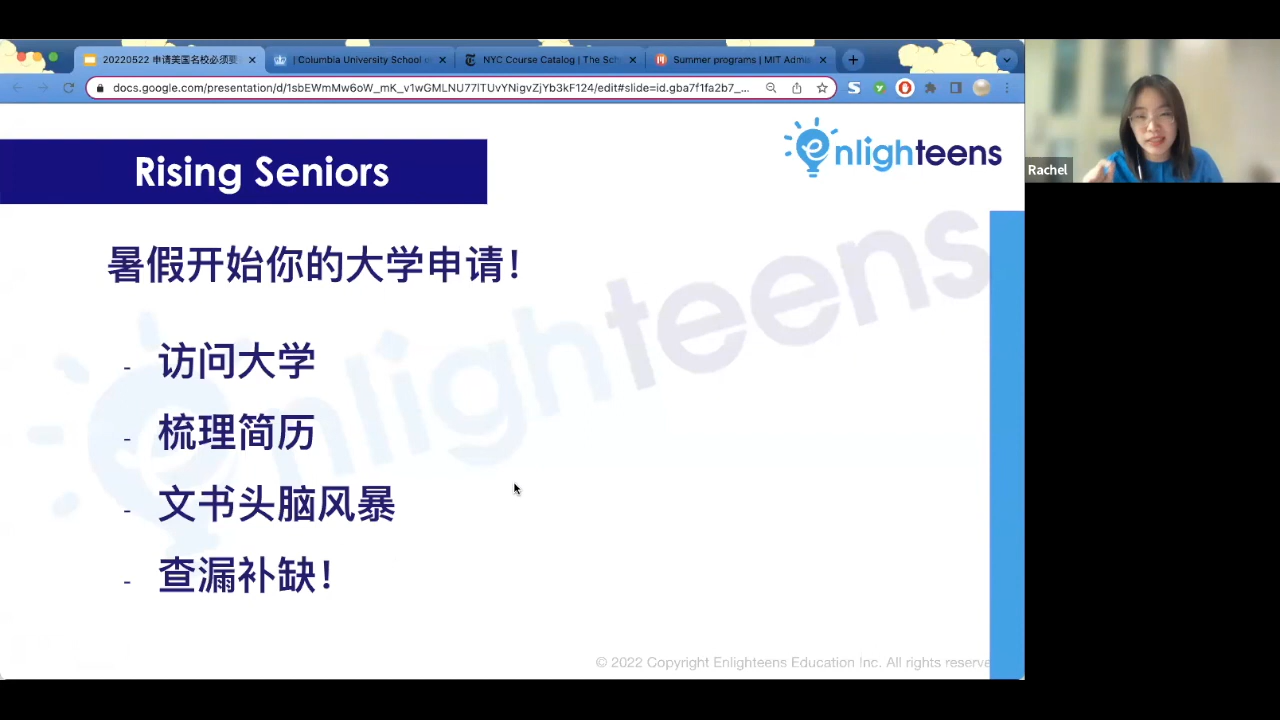 20220522 申请美国名校必须要
| Columbia University School o
NYC Course Catalog | The Sch
Summer programs | MIT Admis
docs.google.com/presentation/d/1sbEWmMw6oW_mK_v1wGMLNU77lTUvYNigvZjYb3kF124/edit#slide=id.gba7f1fa2b7_...
Rising Seniors
enlighteens
Rachel
暑假开始你的大学申请！
- 访问大学
- 梳理简历
- 文书头脑风暴
- 查漏补缺！
enlighteens
© 2022 Copyright Enlighteens Education Inc. All rights reserve